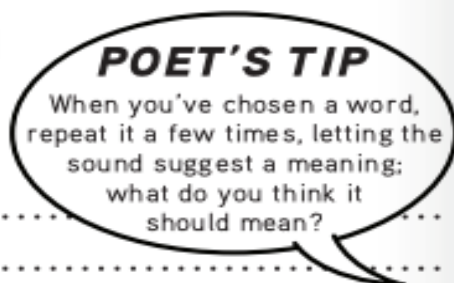 POET'S TIP
When you've chosen a word,
repeat it a few times, letting the
sound suggest a meaning;
what do you think it
should mean?